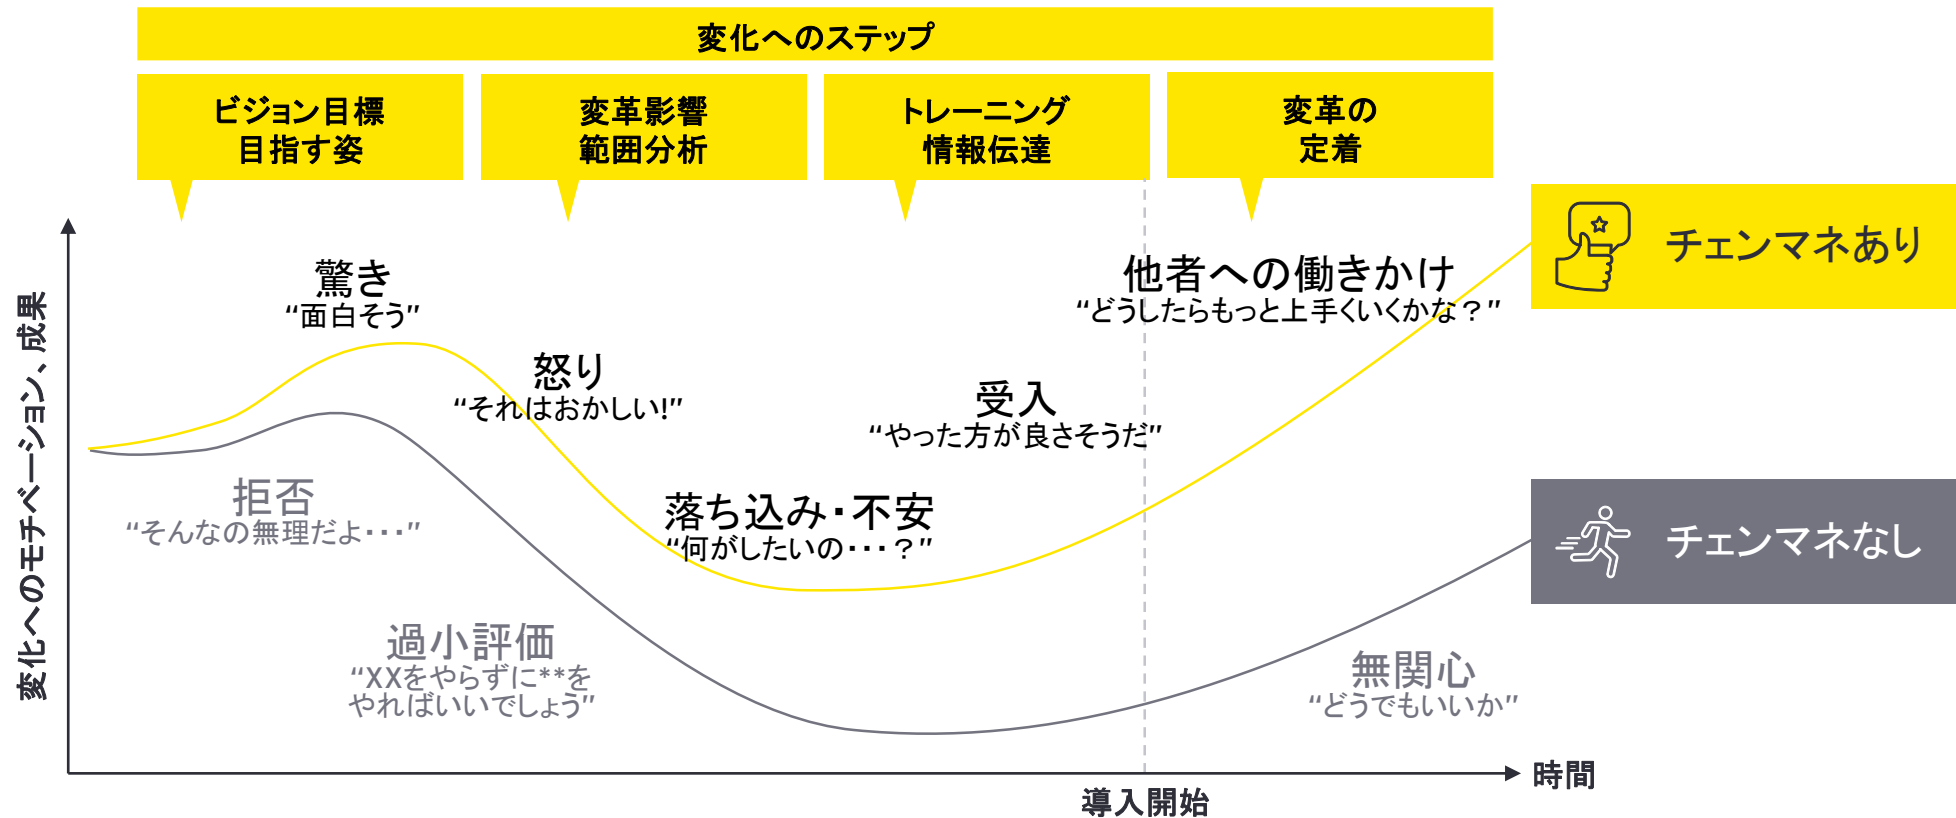 変化へのステップ
ビジョン目標
目指す姿
変革影響
範囲分析
トレーニング
情報伝達
変革の
定着
チェンマネあり
他者への働きかけ
“どうしたらもっと上手くいくかな？”
驚き
“面白そう”
怒り
“それはおかしい!”
受入
“やった方が良さそうだ”
拒否
“そんなの無理だよ・・・”
落ち込み・不安
“何がしたいの・・・？”
チェンマネなし
過小評価
“XXをやらずに**を
やればいいでしょう”
無関心
“どうでもいいか”
変化へのモチベーション、成果
時間
導入開始